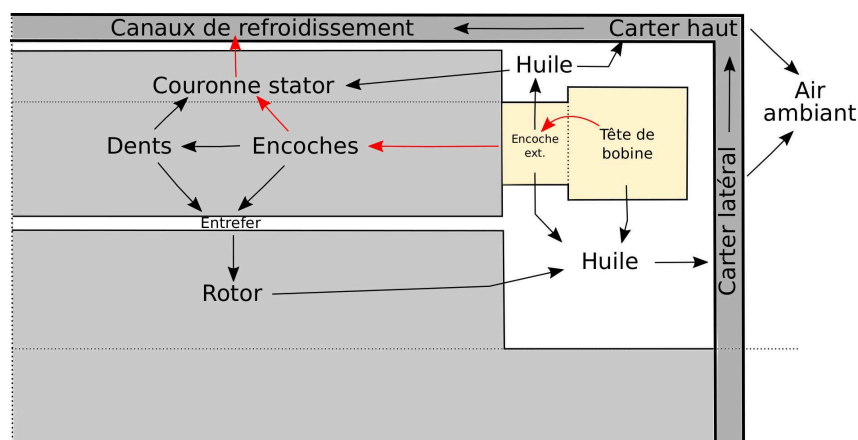 Canaux de refroidissement
Carter haut
Huile
Couronne stator
Air
ambiant
Dents
Encoches
Encoche
ext.
Tête de
bobine
Entrefer
Carter latéral
Huile
Rotor